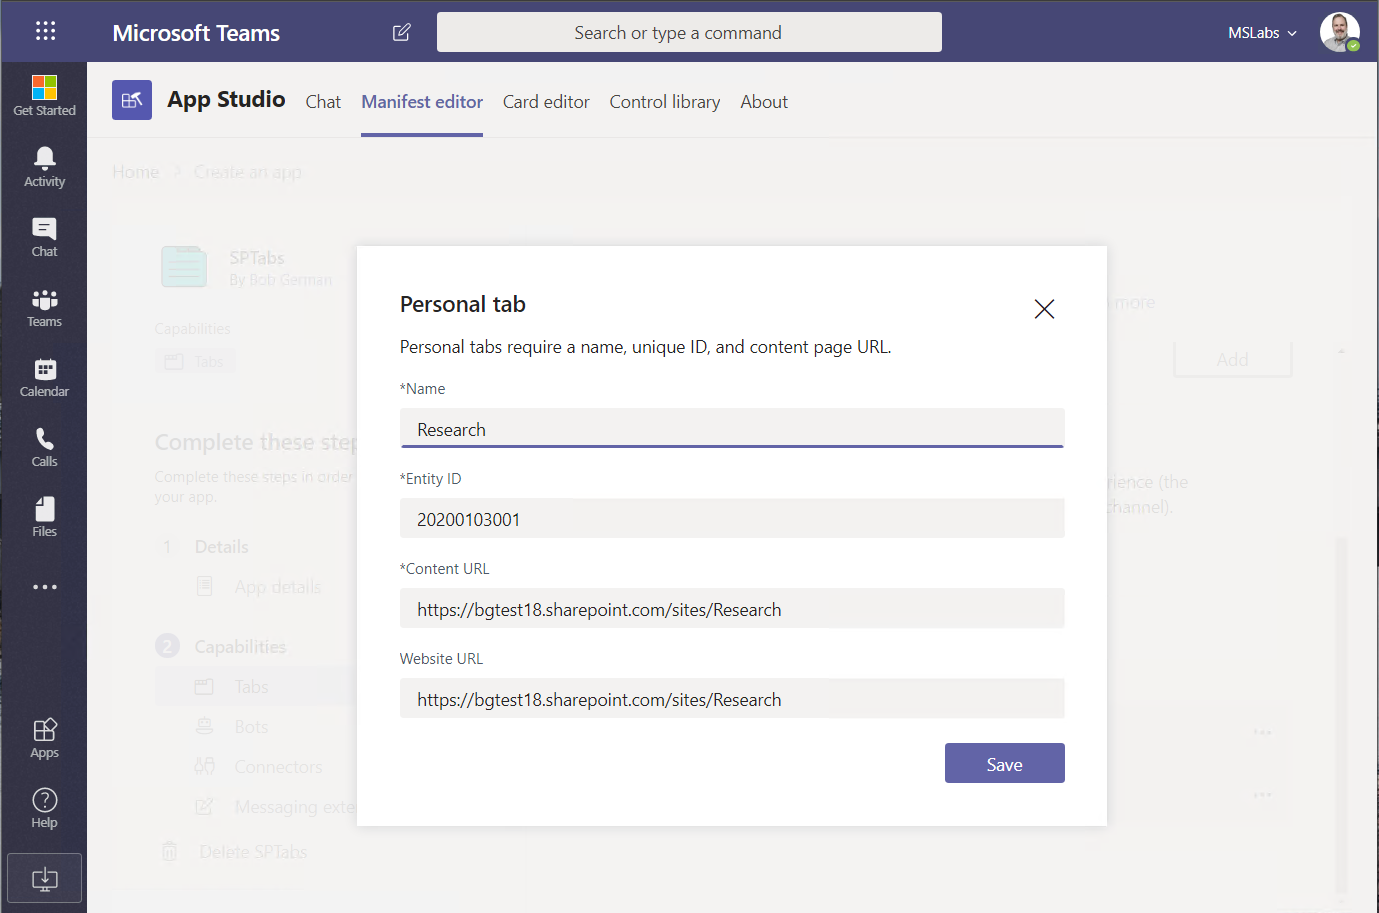 Microsoft Teams
Search or type a command
MSLabs
Get Started
Activity
Chat
Teams
Calendar
Calls
Files
Apps
Help
App Studio
Chat
Manifest editor
Card editor
Control library
About
Home > Create an app
SPTabs
By Bob German
Capabilities
Tabs
Complete these step
Complete these steps in order
your app.
1 Details
App details
2 Capabilities
Tabs
Bots
Connectors
Messaging exte
Delete SPTabs
more
Add
rience (the
channel).
Personal tab
Personal tabs require a name, unique ID, and content page URL.
*Name
Research
*Entity ID
20200103001
*Content URL
https://bgtest18.sharepoint.com/sites/Research
Website URL
https://bgtest18.sharepoint.com/sites/Research
Save